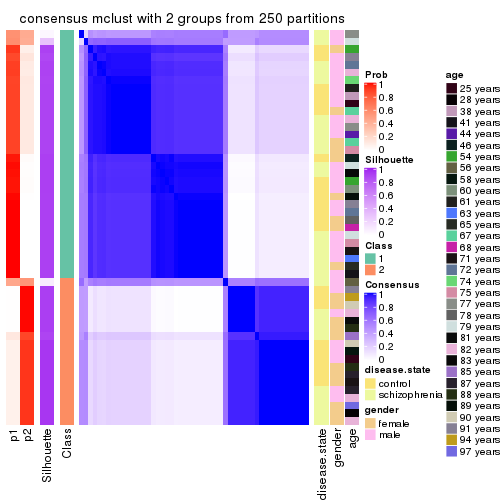 consensus mclust with 2 groups from 250 partitions
Prob
1
0.8
0.6
0.4
0.2
0
Silhouette
1
0.8
0.6
0.4
0.2
0
Class
1
2
Consensus
1
0.8
0.6
0.4
0.2
0
disease.state
control
schizophrenia
gender
female
male
age
25 years
28 years
38 years
41 years
44 years
46 years
54 years
56 years
58 years
60 years
61 years
63 years
65 years
67 years
68 years
71 years
72 years
74 years
75 years
77 years
78 years
79 years
81 years
82 years
83 years
85 years
87 years
88 years
89 years
90 years
91 years
94 years
97 years
p1
p2
Silhouette
Class
disease.state
gender
age